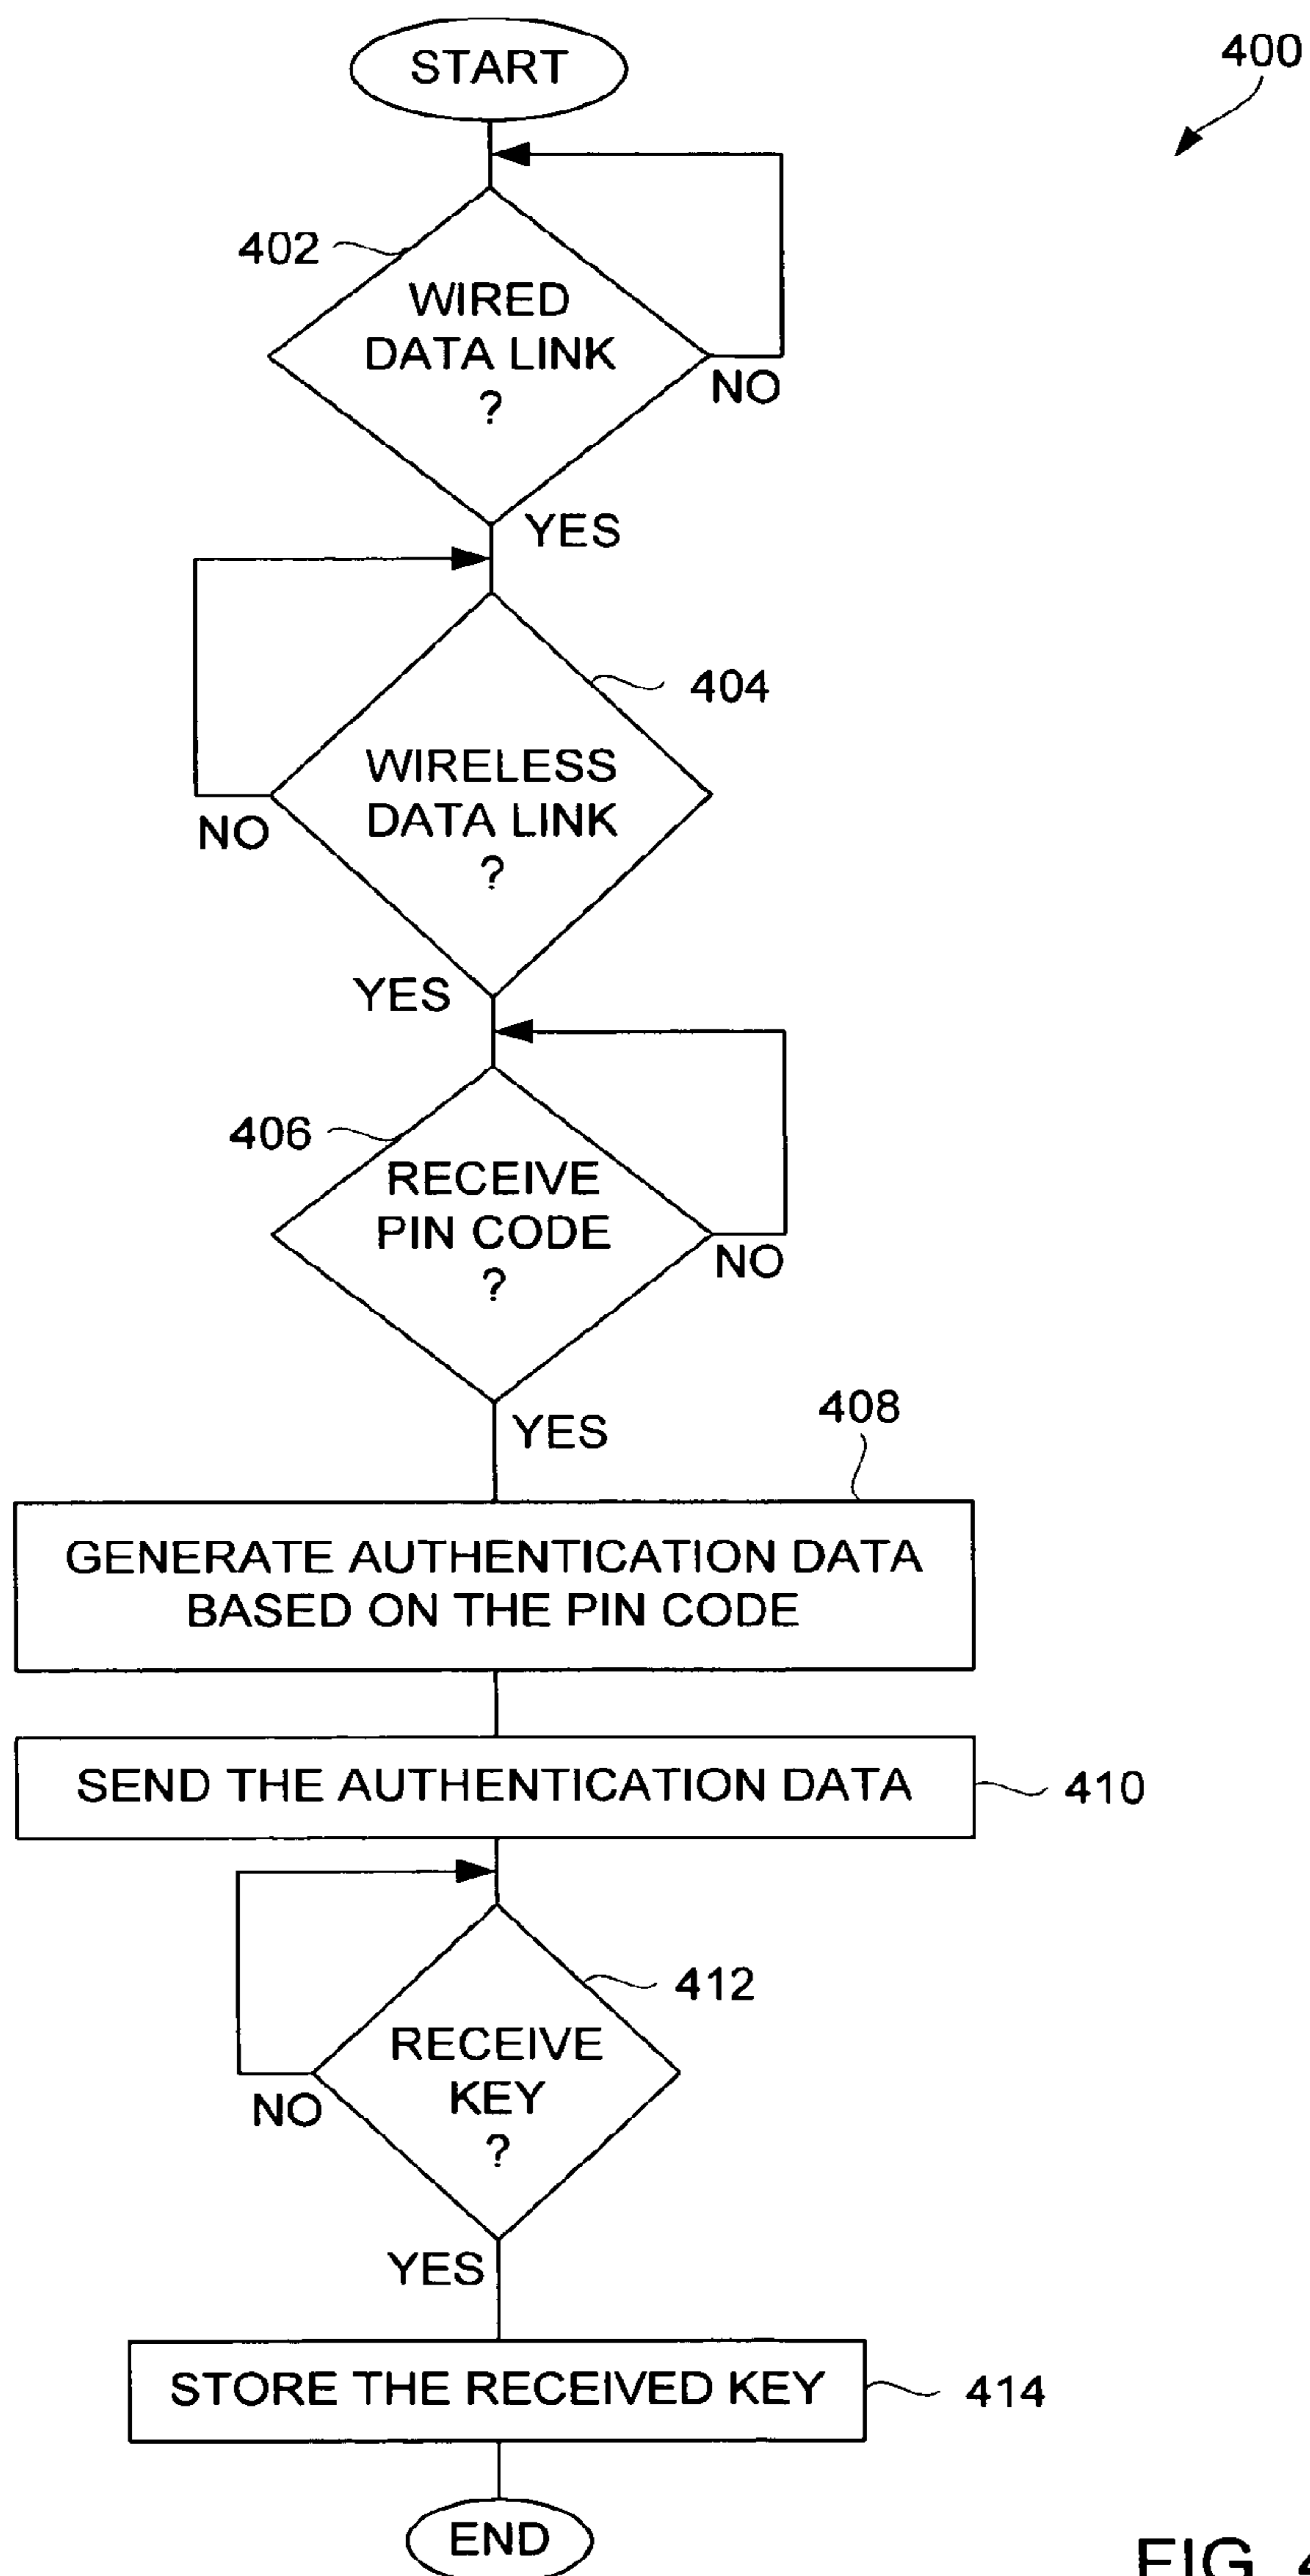 START
400
402
WIRED
DATA LINK
?
NO
YES
404
WIRELESS
DATA LINK
?
NO
YES
406
RECEIVE
PIN CODE
?
NO
YES
408
GENERATE AUTHENTICATION DATA
BASED ON THE PIN CODE
SEND THE AUTHENTICATION DATA
410
412
RECEIVE
KEY
?
NO
YES
STORE THE RECEIVED KEY
414
END
FIG. 4